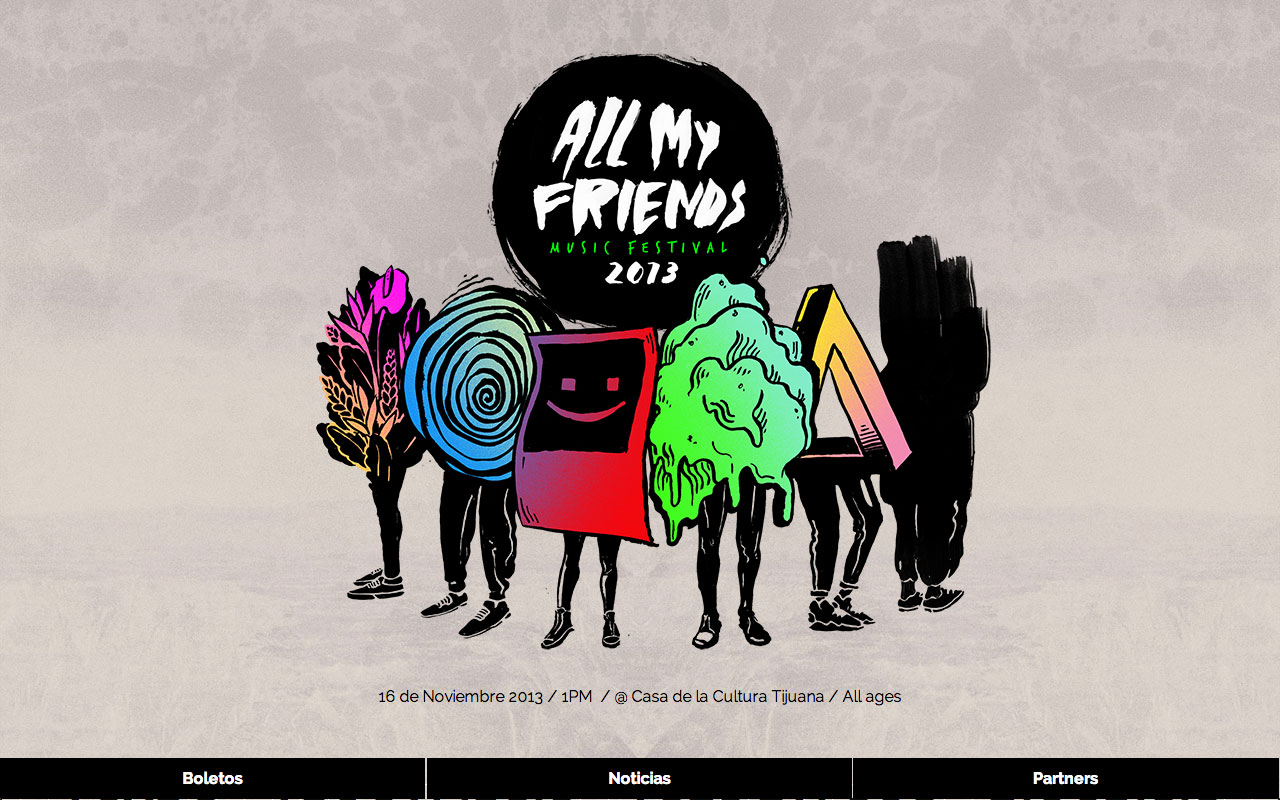 ALL MY
FRIENDS
MUSIC FESTIVAL
2013
16 de Noviembre 2013 / 1PM / @ Casa de la Cultura Tijuana / All ages
Boletos
Noticias
Partners